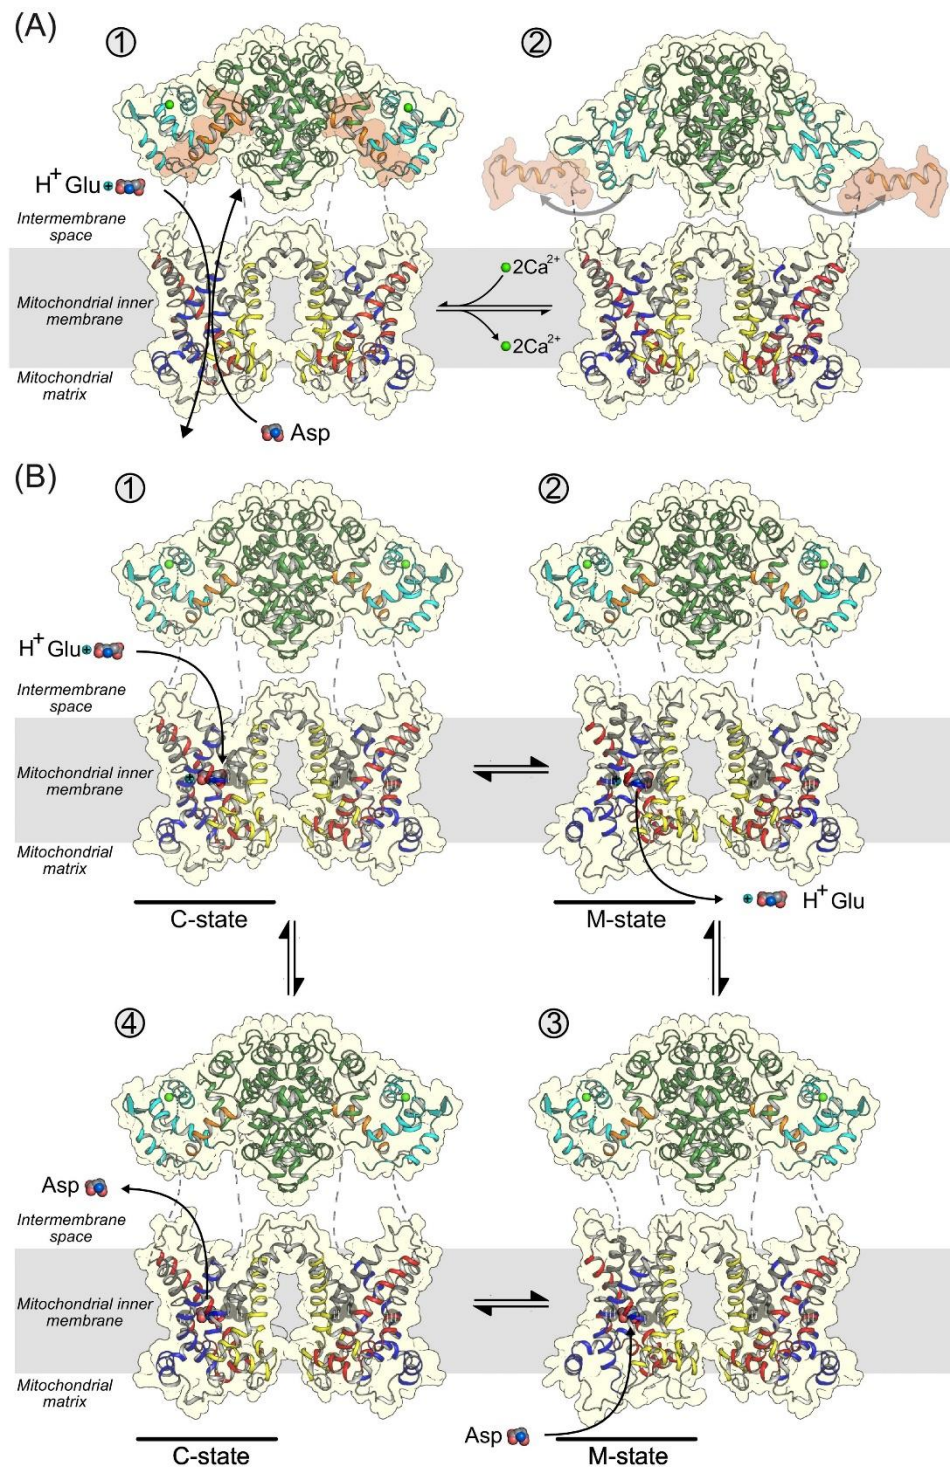 (A)
①
②
H+ Glu
Intermembrane
space
2Ca2+
Mitochondrial inner
membrane
2Ca2+
Mitochondrial
matrix
Asp
(B)
①
②
H+ Glu
Intermembrane
space
Mitochondrial inner
membrane
Mitochondrial
matrix
H+ Glu
C-state
M-state
④
③
Asp
Intermembrane
space
Mitochondrial inner
membrane
Mitochondrial
matrix
Asp
C-state
M-state